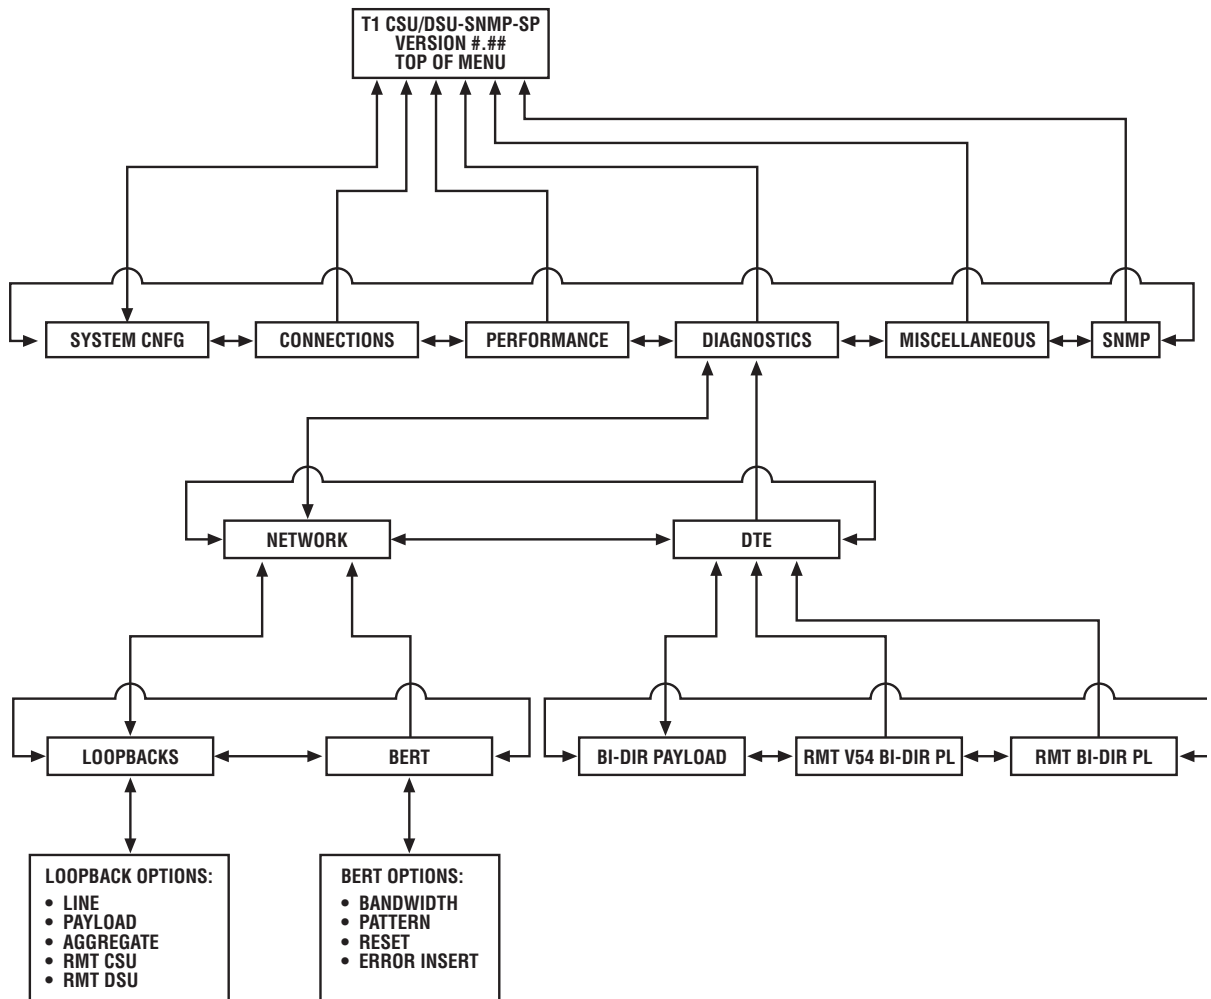 T1 CSU/DSU-SNMP-SP
VERSION #.##
TOP OF MENU
SYSTEM CNFG
CONNECTIONS
PERFORMANCE
DIAGNOSTICS
MISCELLANEOUS
SNMP
NETWORK
DTE
LOOPBACKS
BERT
BI-DIR PAYLOAD
RMT V54 BI-DIR PL
RMT BI-DIR PL
LOOPBACK OPTIONS:
• LINE
• PAYLOAD
• AGGREGATE
• RMT CSU
• RMT DSU
BERT OPTIONS:
• BANDWIDTH
• PATTERN
• RESET
• ERROR INSERT